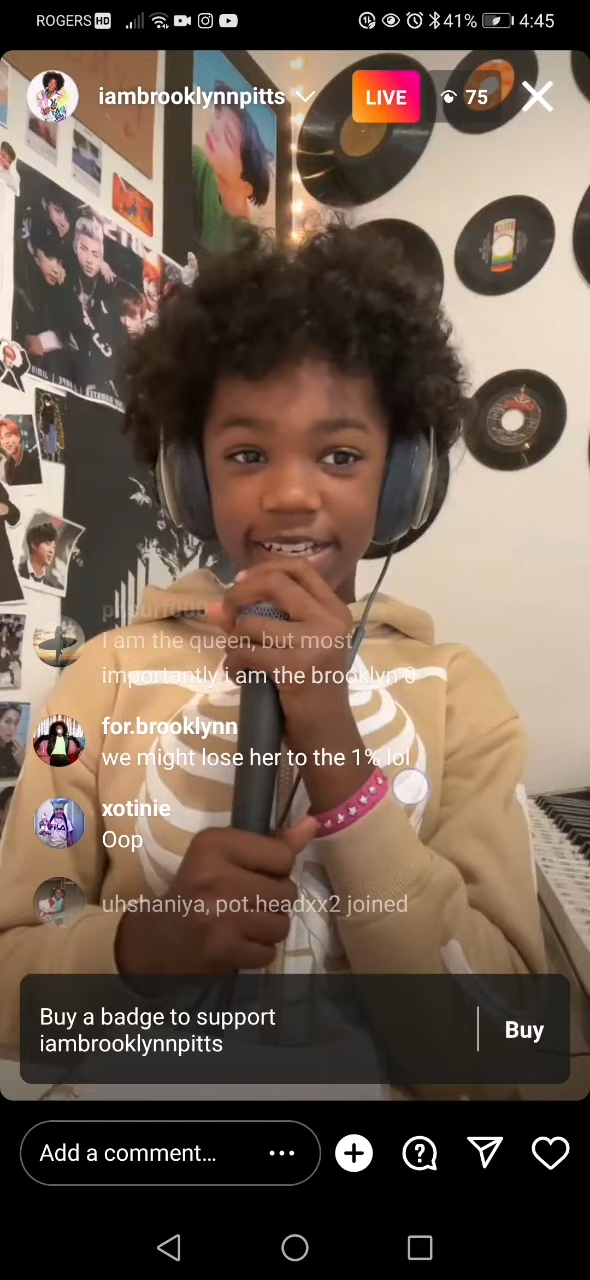 ROGERS HD
41% 4:45
iambrooklynnpitts
LIVE
75
I am the queen, but most
importantly i am the brooklyn 0
for.brooklynn
we might lose her to the 1% lol
xotinie
Oop
uhshaniya, pot.headxx2 joined
Buy a badge to support
iambrooklynnpitts
Buy
Add a comment...